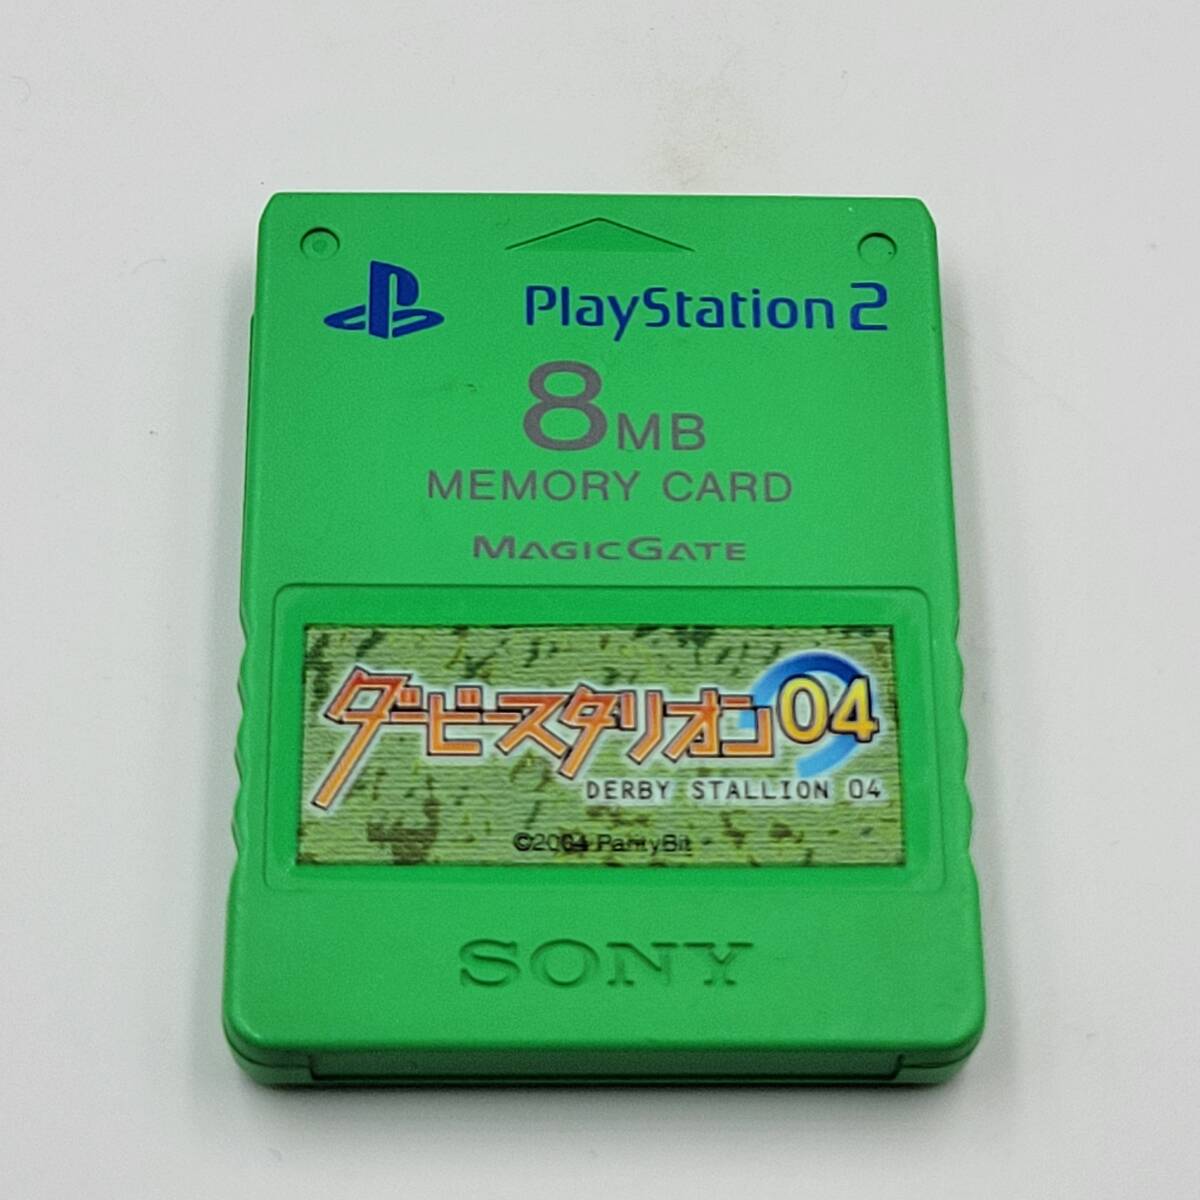 PlayStation 2
8MB
MEMORY CARD
MAGICGATE
ダービースタリオン04
DERBY STALLION 04
©2004 ParityBit
SONY